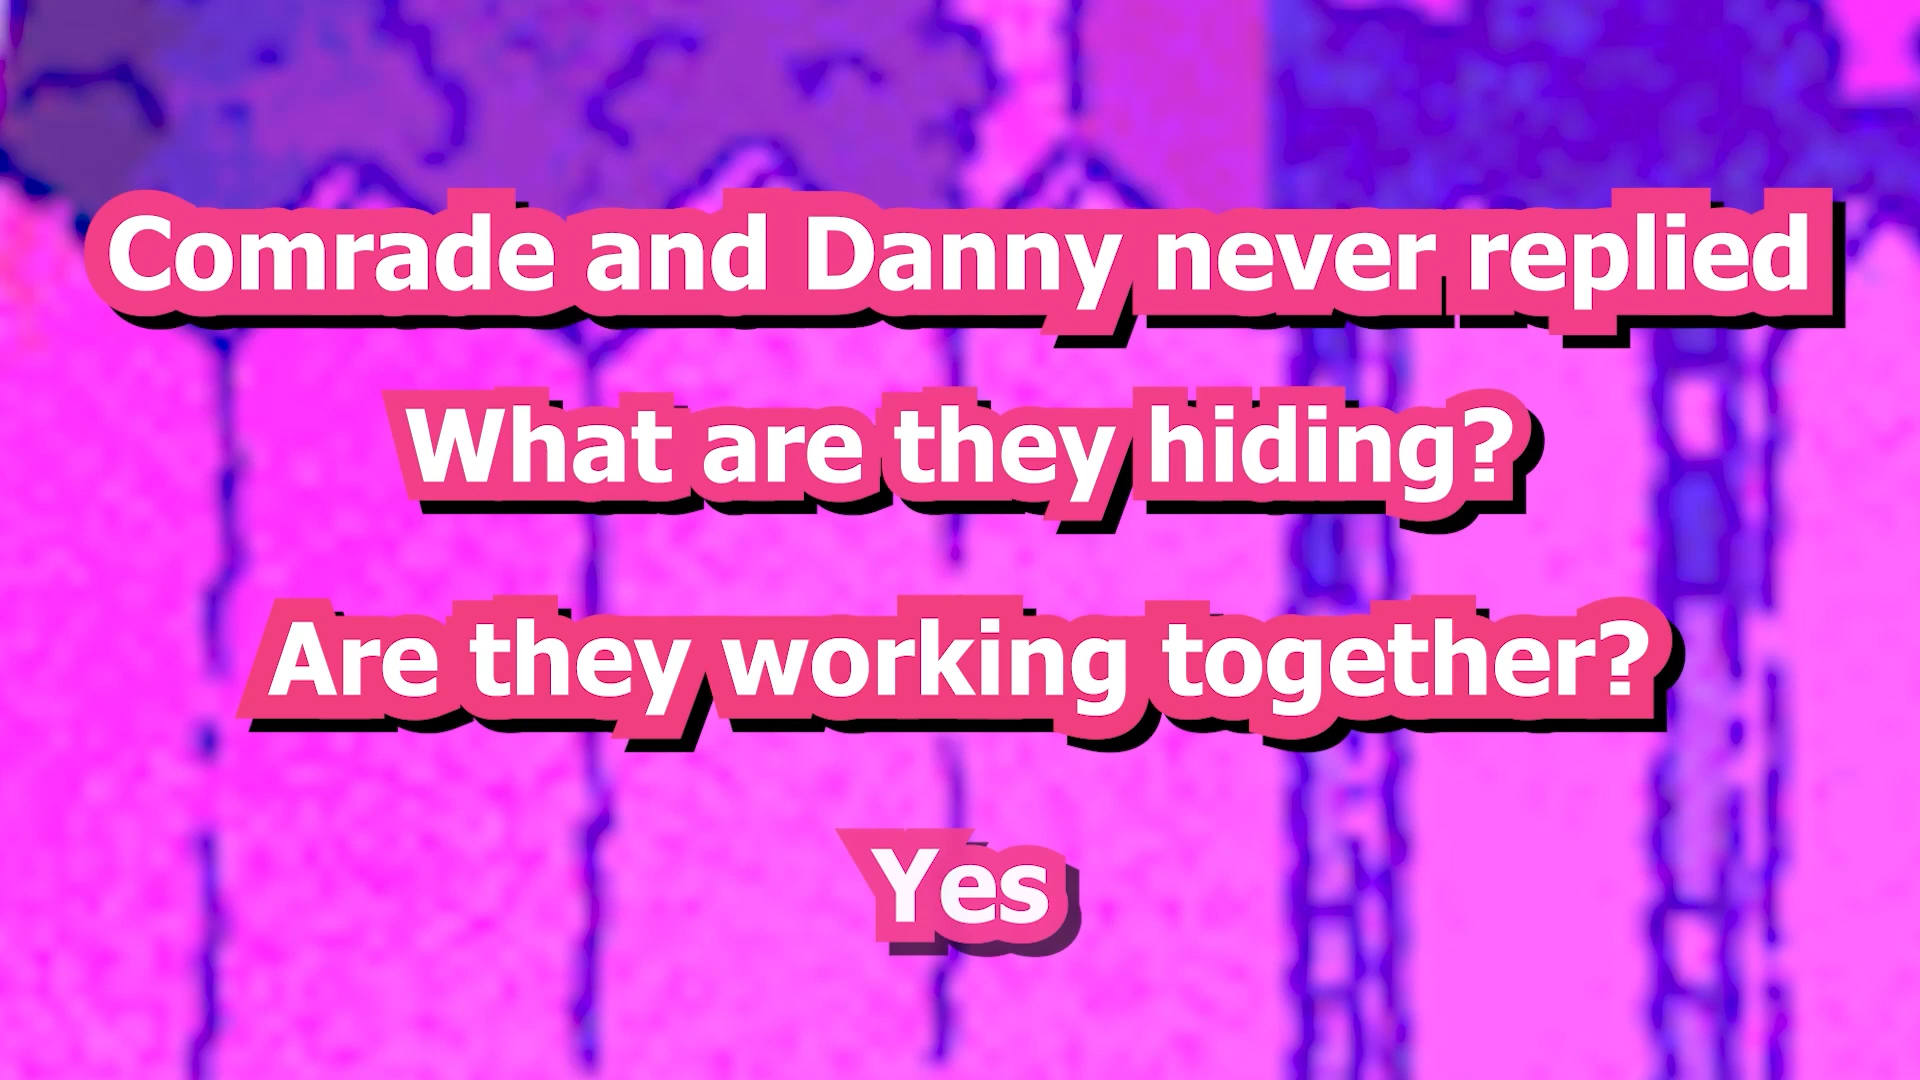 Comrade and Danny never replied
What are they hiding?
Are they working together?
Yes